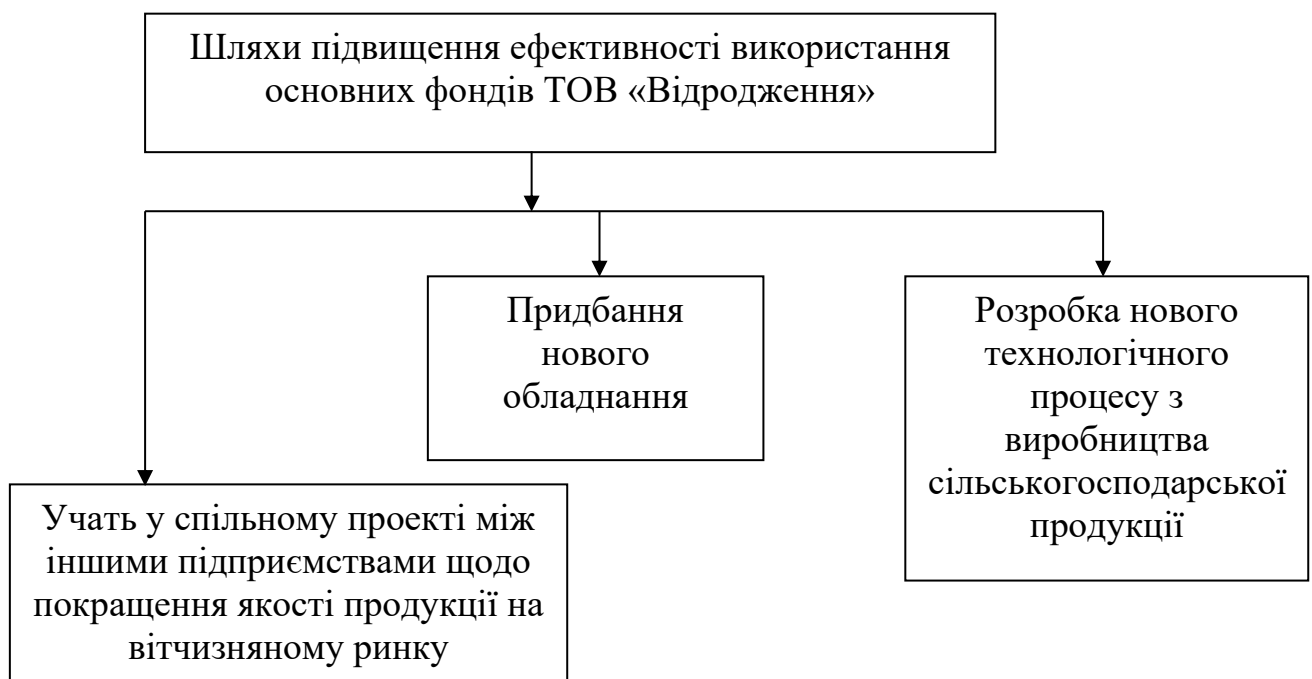 Шляхи підвищення ефективності використання
основних фондів ТОВ «Відродження»
Придбання
нового
обладнання
Розробка нового
технологічного
процесу з
виробництва
сільськогосподарської
продукції
Учать у спільному проекті між
іншими підприємствами щодо
покращення якості продукції на
вітчизняному ринку